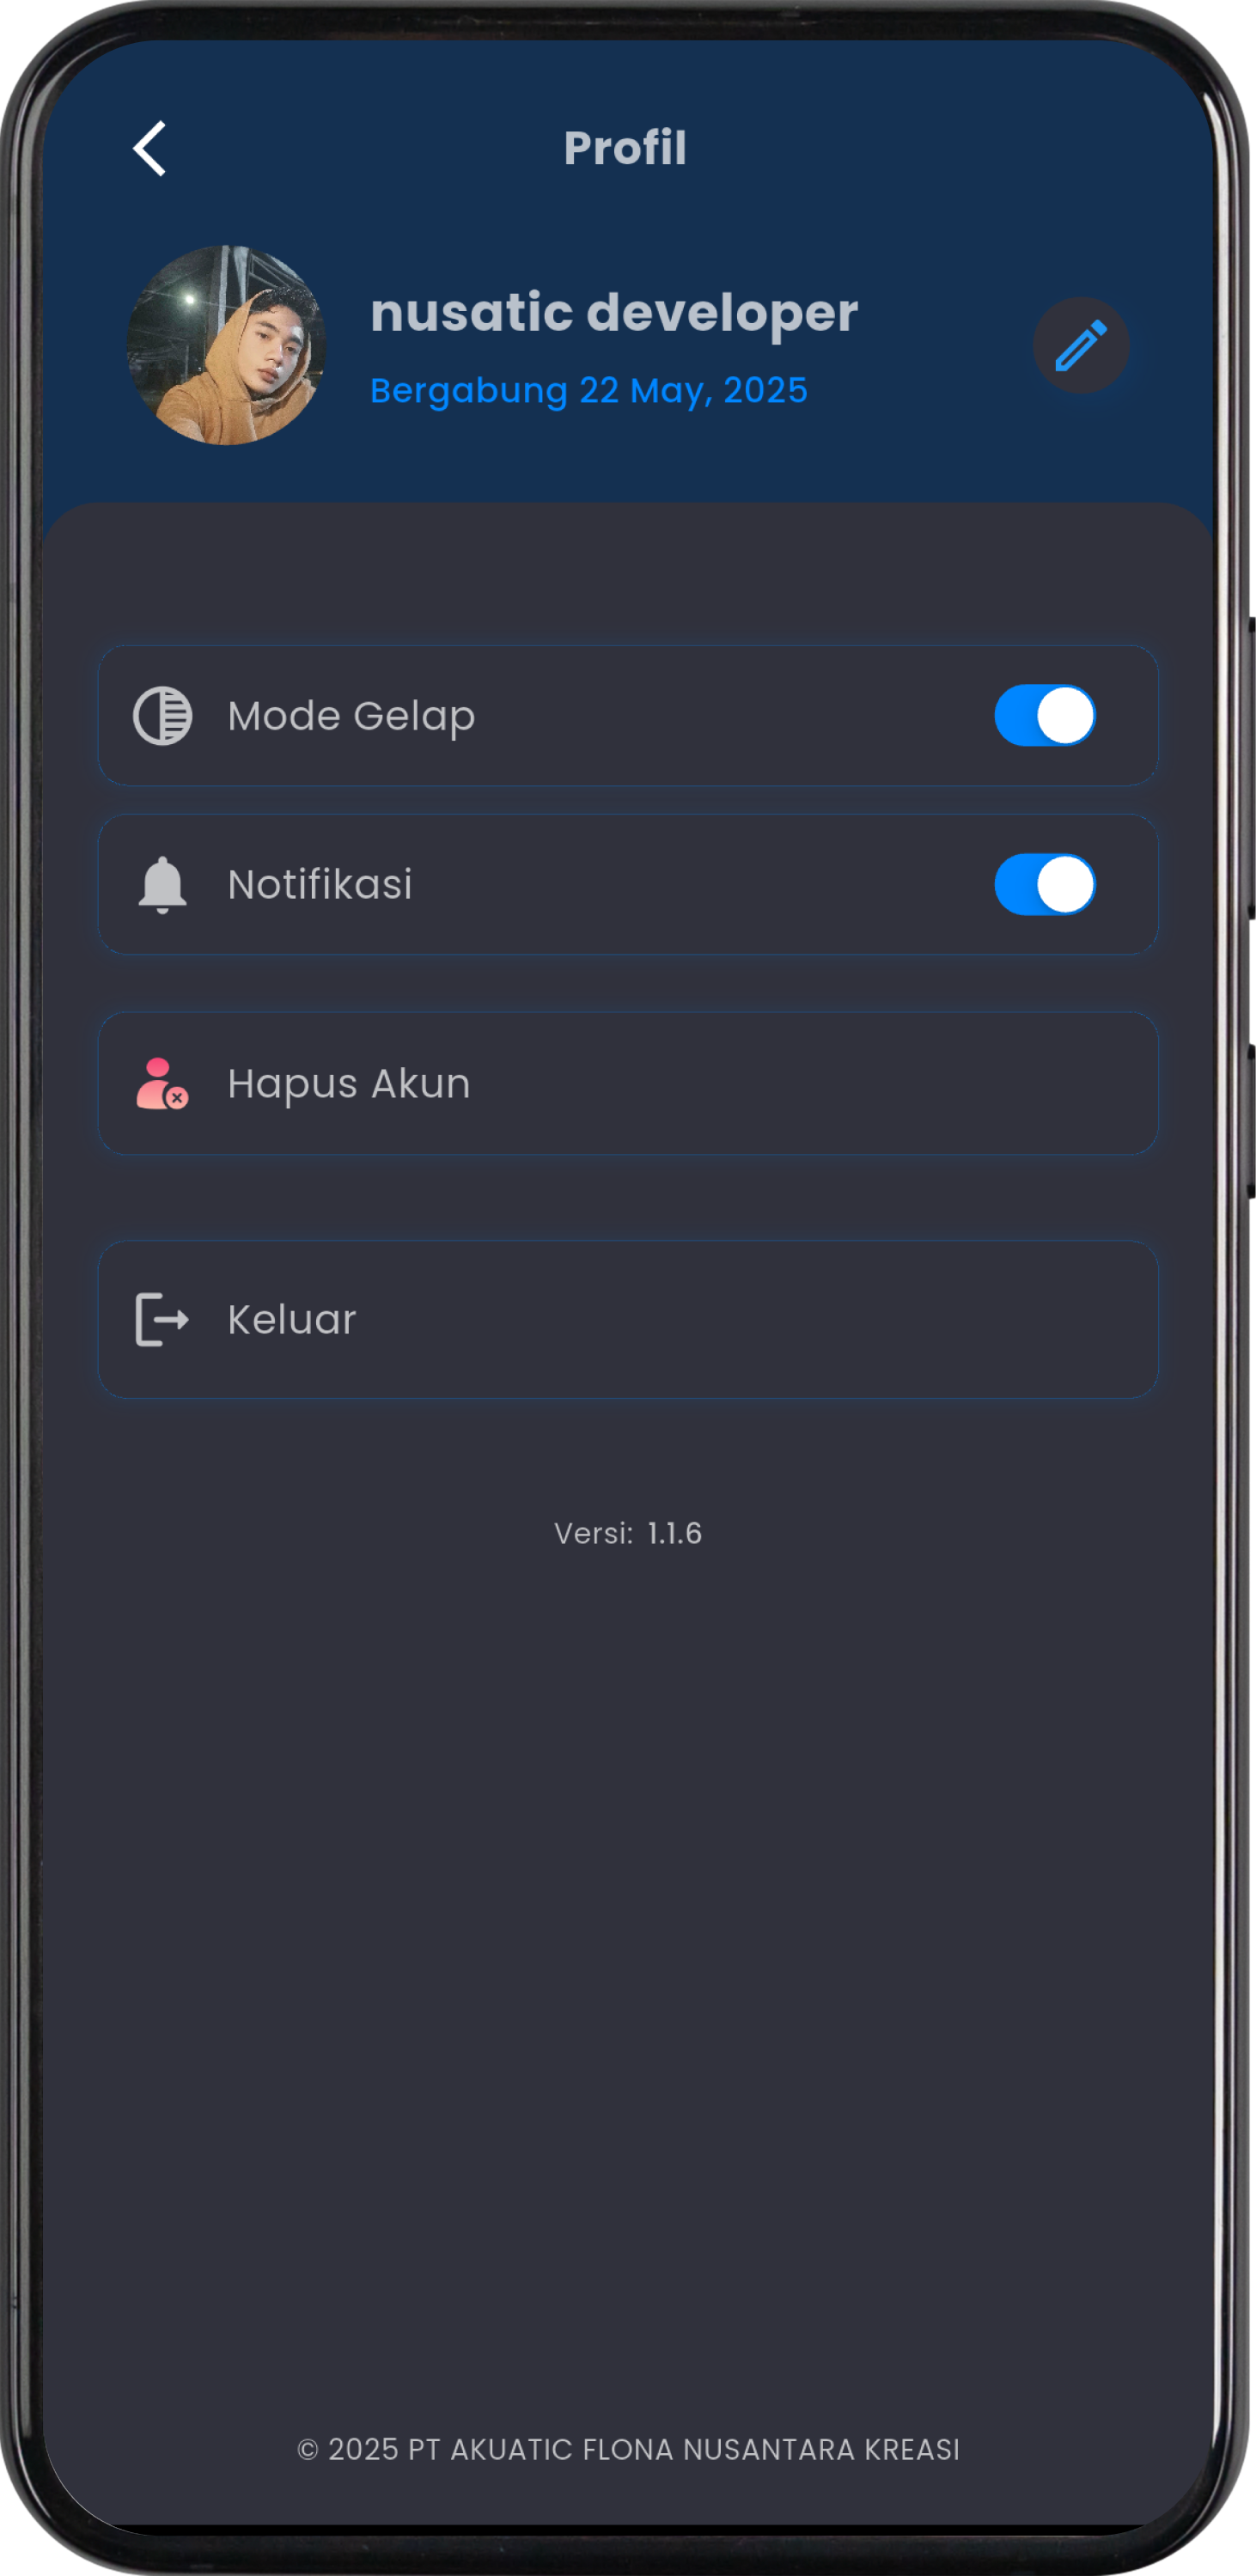 Profil
nusatic developer
Bergabung 22 May, 2025
Mode Gelap
Notifikasi
Hapus Akun
Keluar
Versi: 1.1.6
© 2025 PT AKUATIC FLONA NUSANTARA KREASI